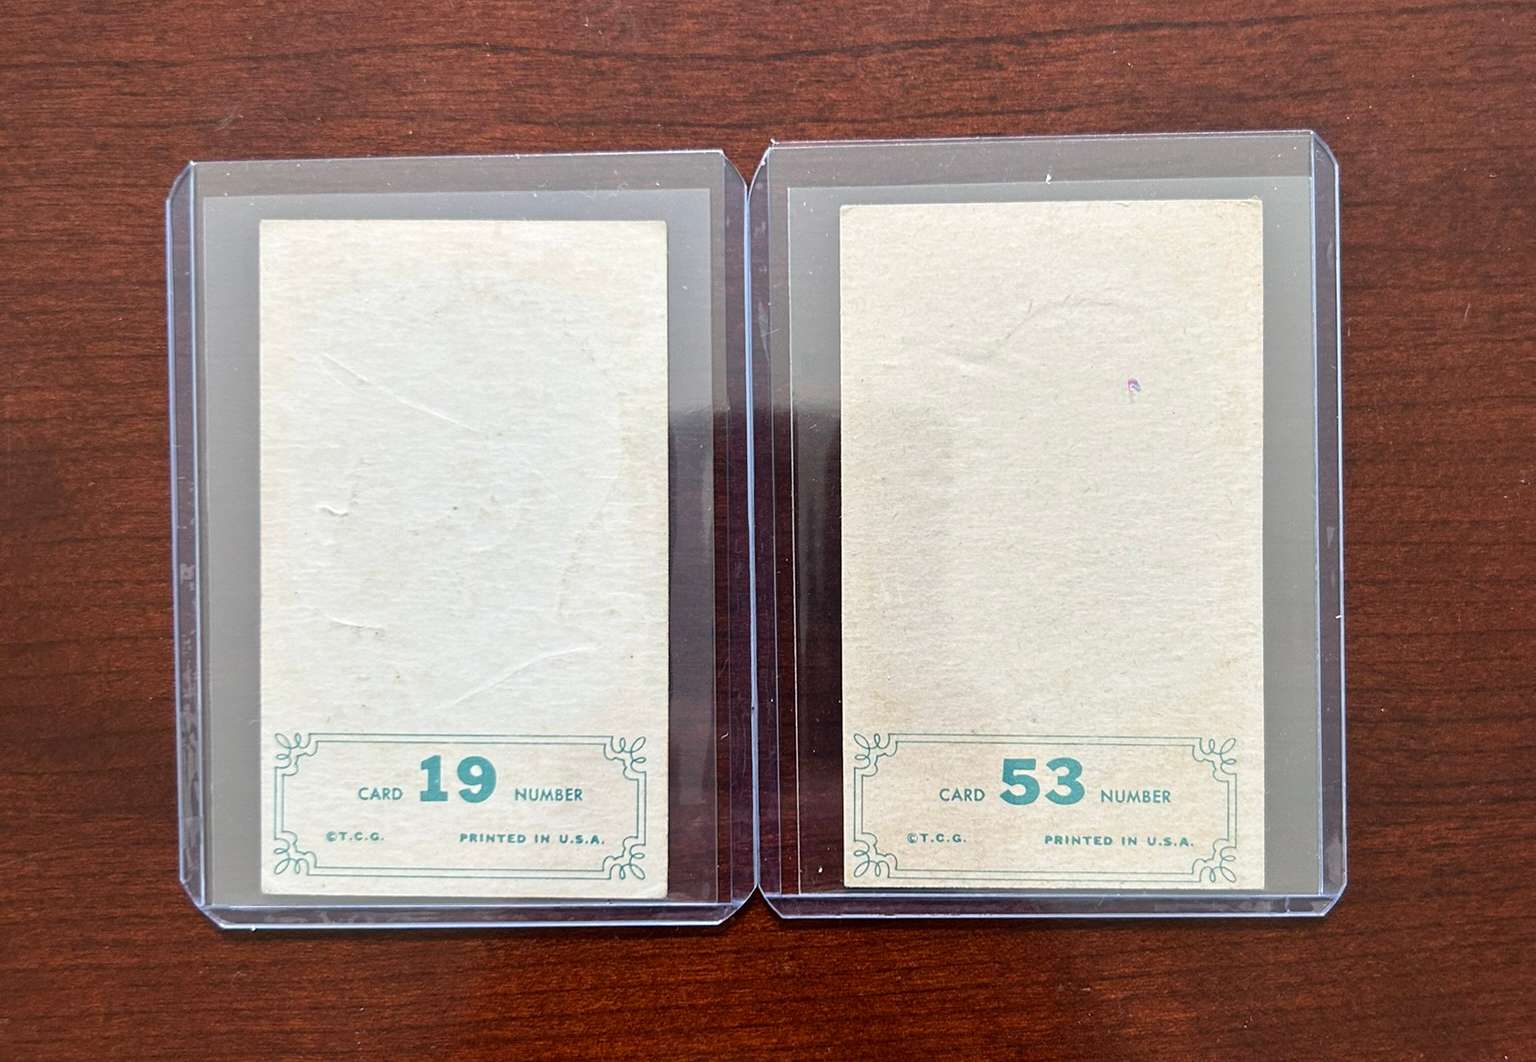 CARD 19 NUMBER
©T.C.G. PRINTED IN U.S.A.
CARD 53 NUMBER
©T.C.G. PRINTED IN U.S.A.